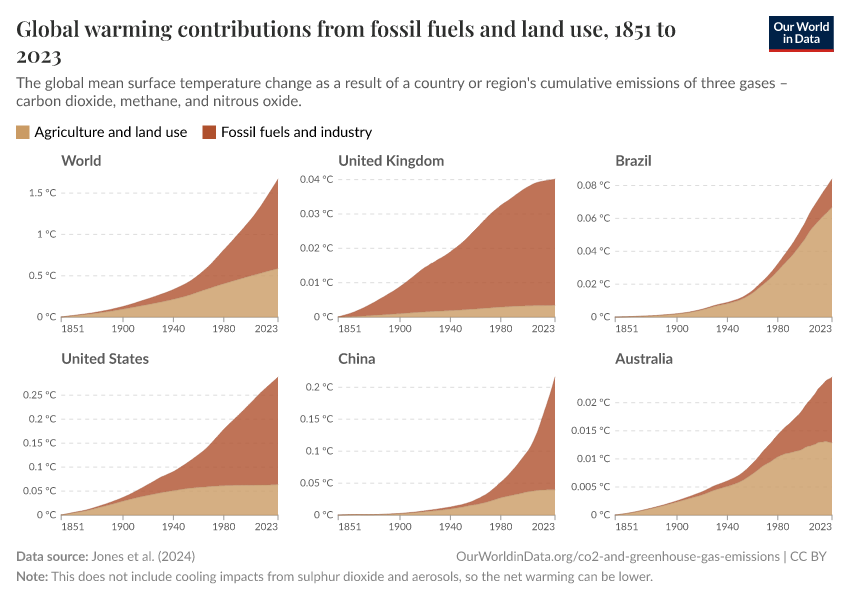 Global warming contributions from fossil fuels and land use, 1851 to
2023
Our World
in Data
The global mean surface temperature change as a result of a country or region's cumulative emissions of three gases –
carbon dioxide, methane, and nitrous oxide.
Agriculture and land use
Fossil fuels and industry
World
1.5 °C
1 °C
0.5 °C
0 °C
1851 1900 1940 1980 2023
United Kingdom
0.04 °C
0.03 °C
0.02 °C
0.01 °C
0 °C
1851 1900 1940 1980 2023
Brazil
0.08 °C
0.06 °C
0.04 °C
0.02 °C
0 °C
1851 1900 1940 1980 2023
United States
0.25 °C
0.2 °C
0.15 °C
0.1 °C
0.05 °C
0 °C
1851 1900 1940 1980 2023
China
0.2 °C
0.15 °C
0.1 °C
0.05 °C
0 °C
1851 1900 1940 1980 2023
Australia
0.02 °C
0.015 °C
0.01 °C
0.005 °C
0 °C
1851 1900 1940 1980 2023
Data source: Jones et al. (2024)
OurWorldinData.org/co2-and-greenhouse-gas-emissions | CC BY
Note: This does not include cooling impacts from sulphur dioxide and aerosols, so the net warming can be lower.